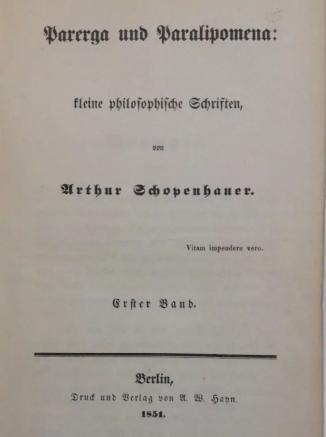 Parerga und Paralipomena:
kleine philosophische Schriften,
von
Arthur Schopenhauer.
Vitam impendere vero.
Erster Band.
Berlin,
Druck und Verlag von A. W. Hayn.
1851.